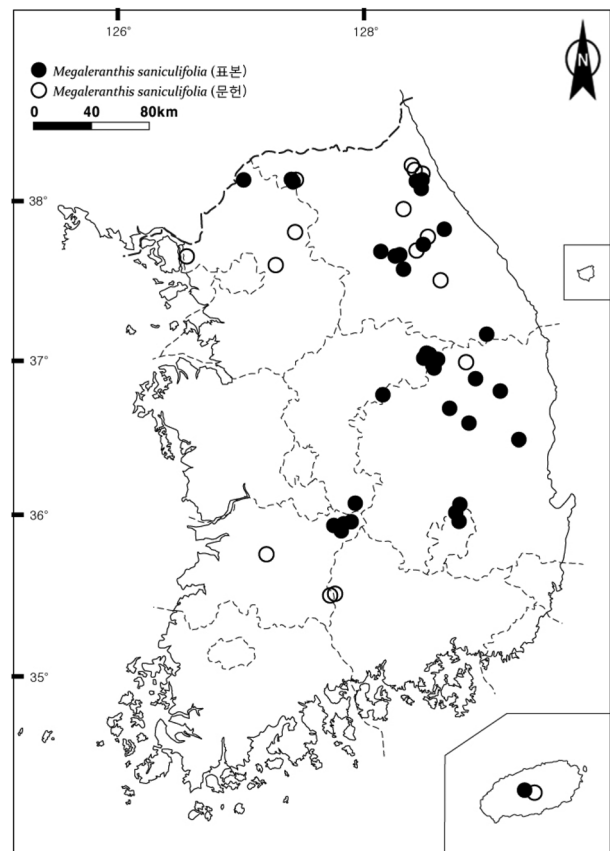 126° 128°
N
Megaleranthis saniculifolia (표본)
Megaleranthis saniculifolia (문헌)
0 40 80km
38°
37°
36°
35°